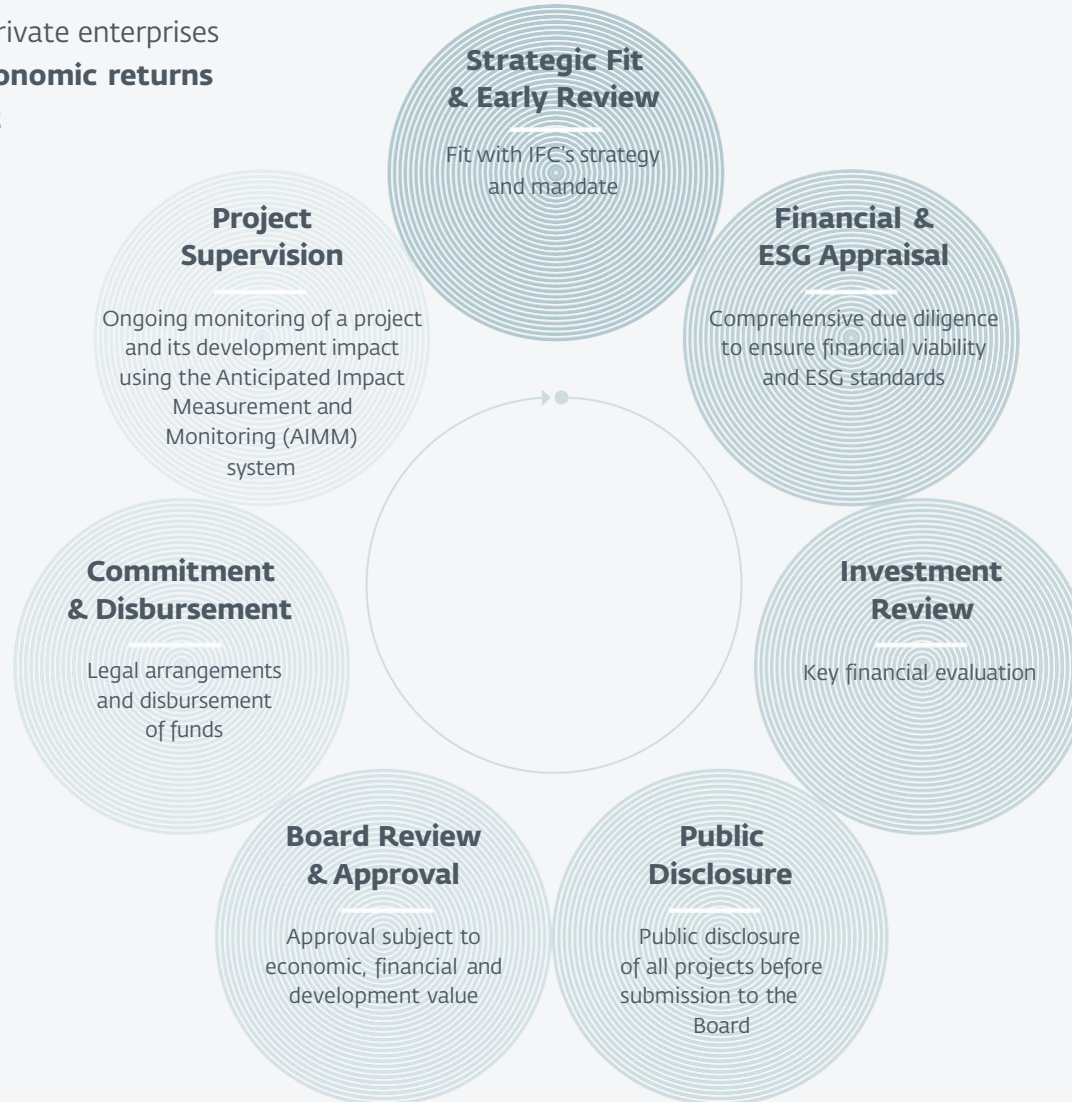 rivate enterprises
onomic returns
Strategic Fit
& Early Review
Fit with IFC's strategy
and mandate
Financial &
ESG Appraisal
Comprehensive due diligence
to ensure financial viability
and ESG standards
Investment
Review
Key financial evaluation
Public
Disclosure
Public disclosure
of all projects before
submission to the
Board
Board Review
& Approval
Approval subject to
economic, financial and
development value
Commitment
& Disbursement
Legal arrangements
and disbursement
of funds
Project
Supervision
Ongoing monitoring of a project
and its development impact
using the Anticipated Impact
Measurement and
Monitoring (AIMM)
system